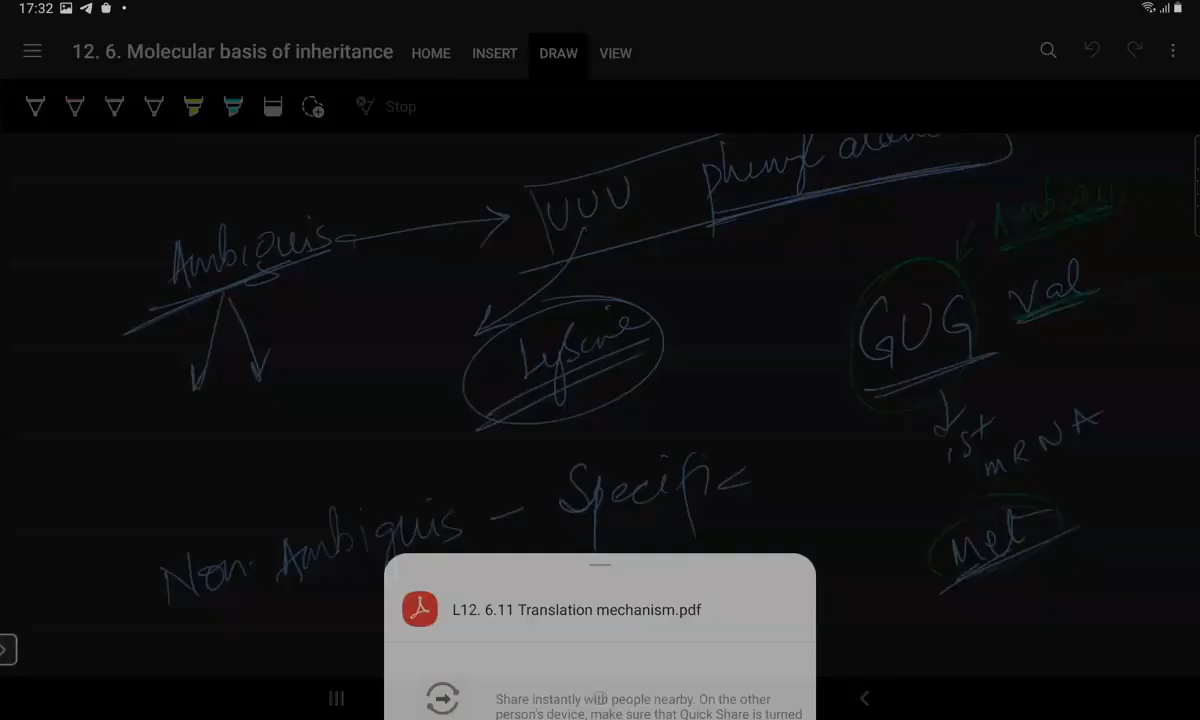 17:32
12. 6. Molecular basis of inheritance HOME INSERT DRAW VIEW
Stop
UUU
Ambiguis
GUG val
Lysine
1st mRNA
Non. Ambiguis - Specific
Met
L12. 6.11 Translation mechanism.pdf
Share instantly with people nearby. On the other
person's device, make sure that Quick Share is turned